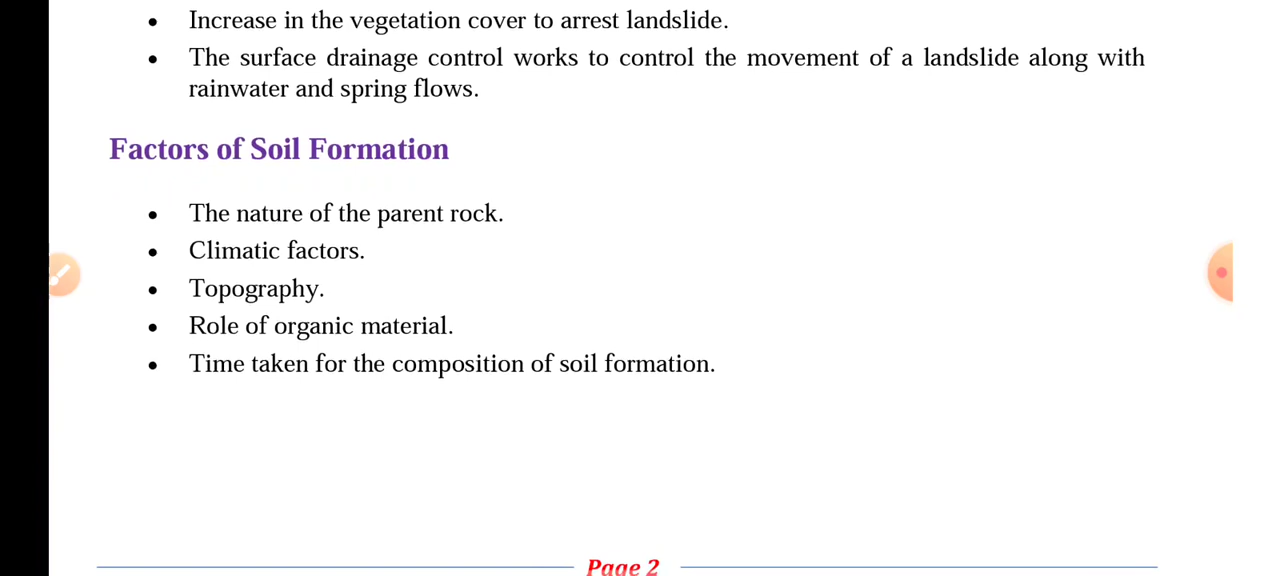 • Increase in the vegetation cover to arrest landslide.
• The surface drainage control works to control the movement of a landslide along with
rainwater and spring flows.
Factors of Soil Formation
• The nature of the parent rock.
• Climatic factors.
• Topography.
• Role of organic material.
• Time taken for the composition of soil formation.
Page 2